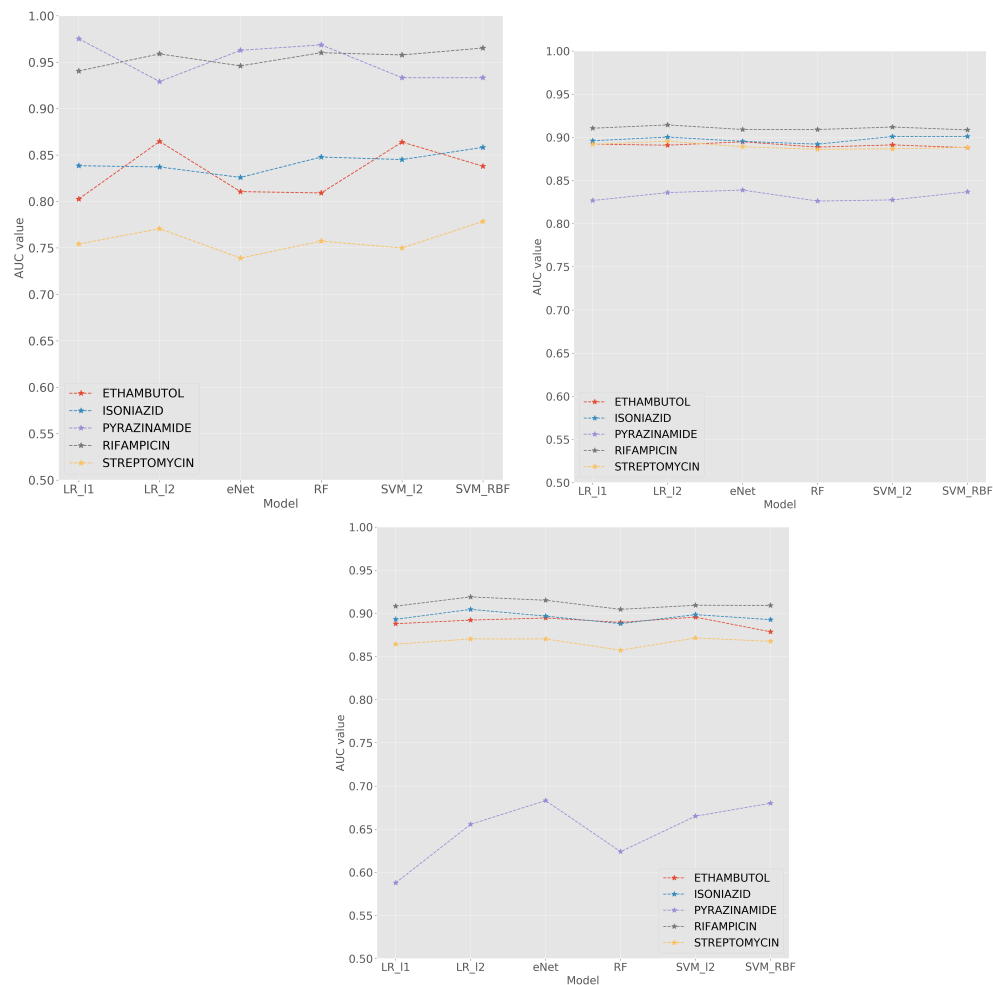 1.00
0.95
0.90
0.85
0.80
0.75
0.70
0.65
0.60
0.55
0.50
AUC value
ETHAMBUTOL
ISONIAZID
PYRAZINAMIDE
RIFAMPICIN
STREPTOMYCIN
LR_l1 LR_l2 eNet RF SVM_l2 SVM_RBF
Model
1.00
0.95
0.90
0.85
0.80
0.75
0.70
0.65
0.60
0.55
0.50
AUC value
ETHAMBUTOL
ISONIAZID
PYRAZINAMIDE
RIFAMPICIN
STREPTOMYCIN
LR_l1 LR_l2 eNet RF SVM_l2 SVM_RBF
Model
1.00
0.95
0.90
0.85
0.80
0.75
0.70
0.65
0.60
0.55
0.50
AUC value
ETHAMBUTOL
ISONIAZID
PYRAZINAMIDE
RIFAMPICIN
STREPTOMYCIN
LR_l1 LR_l2 eNet RF SVM_l2 SVM_RBF
Model